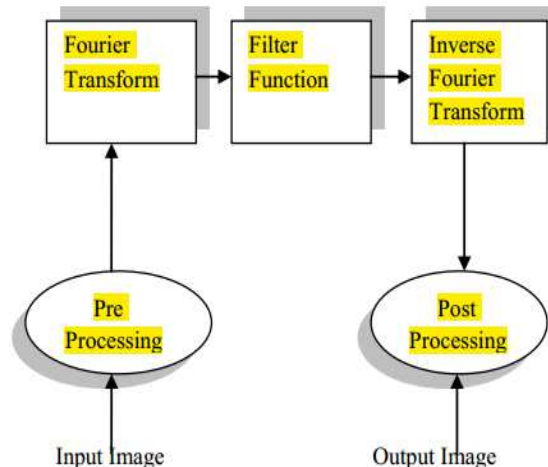 Fourier
Transform
Filter
Function
Inverse
Fourier
Transform
Pre
Processing
Post
Processing
Input Image
Output Image